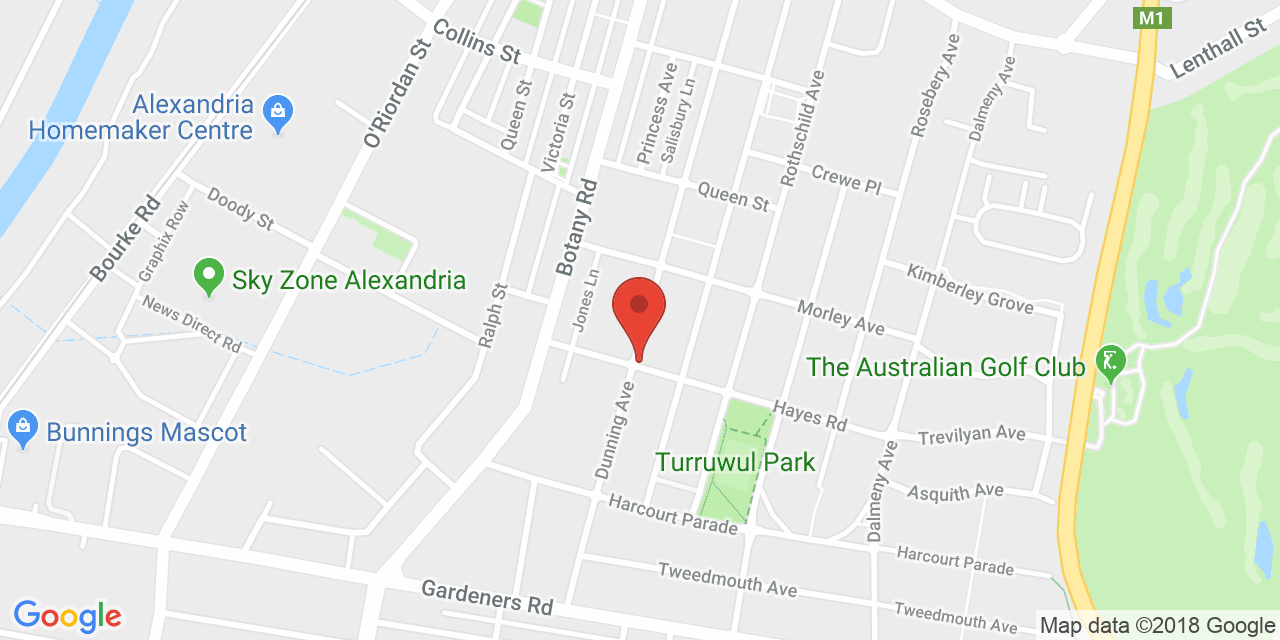 M1
Lenthall St
Collins St
O'Riordan St
Princess Ave
Salisbury Ln
Rothschild Ave
Rosebery Ave
Dalmeny Ave
Alexandria
Homemaker Centre
Queen St
Victoria St
Botany Rd
Queen St
Crewe Pl
Bourke Rd
Graphix Row
Doody St
Sky Zone Alexandria
News Direct Rd
Ralph St
Jones Ln
Kimberley Grove
Morley Ave
The Australian Golf Club
Bunnings Mascot
Dunning Ave
Hayes Rd
Trevilyan Ave
Turruwul Park
Asquith Ave
Dalmeny Ave
Harcourt Parade
Harcourt Parade
Tweedmouth Ave
Gardeners Rd
Tweedmouth Ave
Google
Map data ©2018 Google